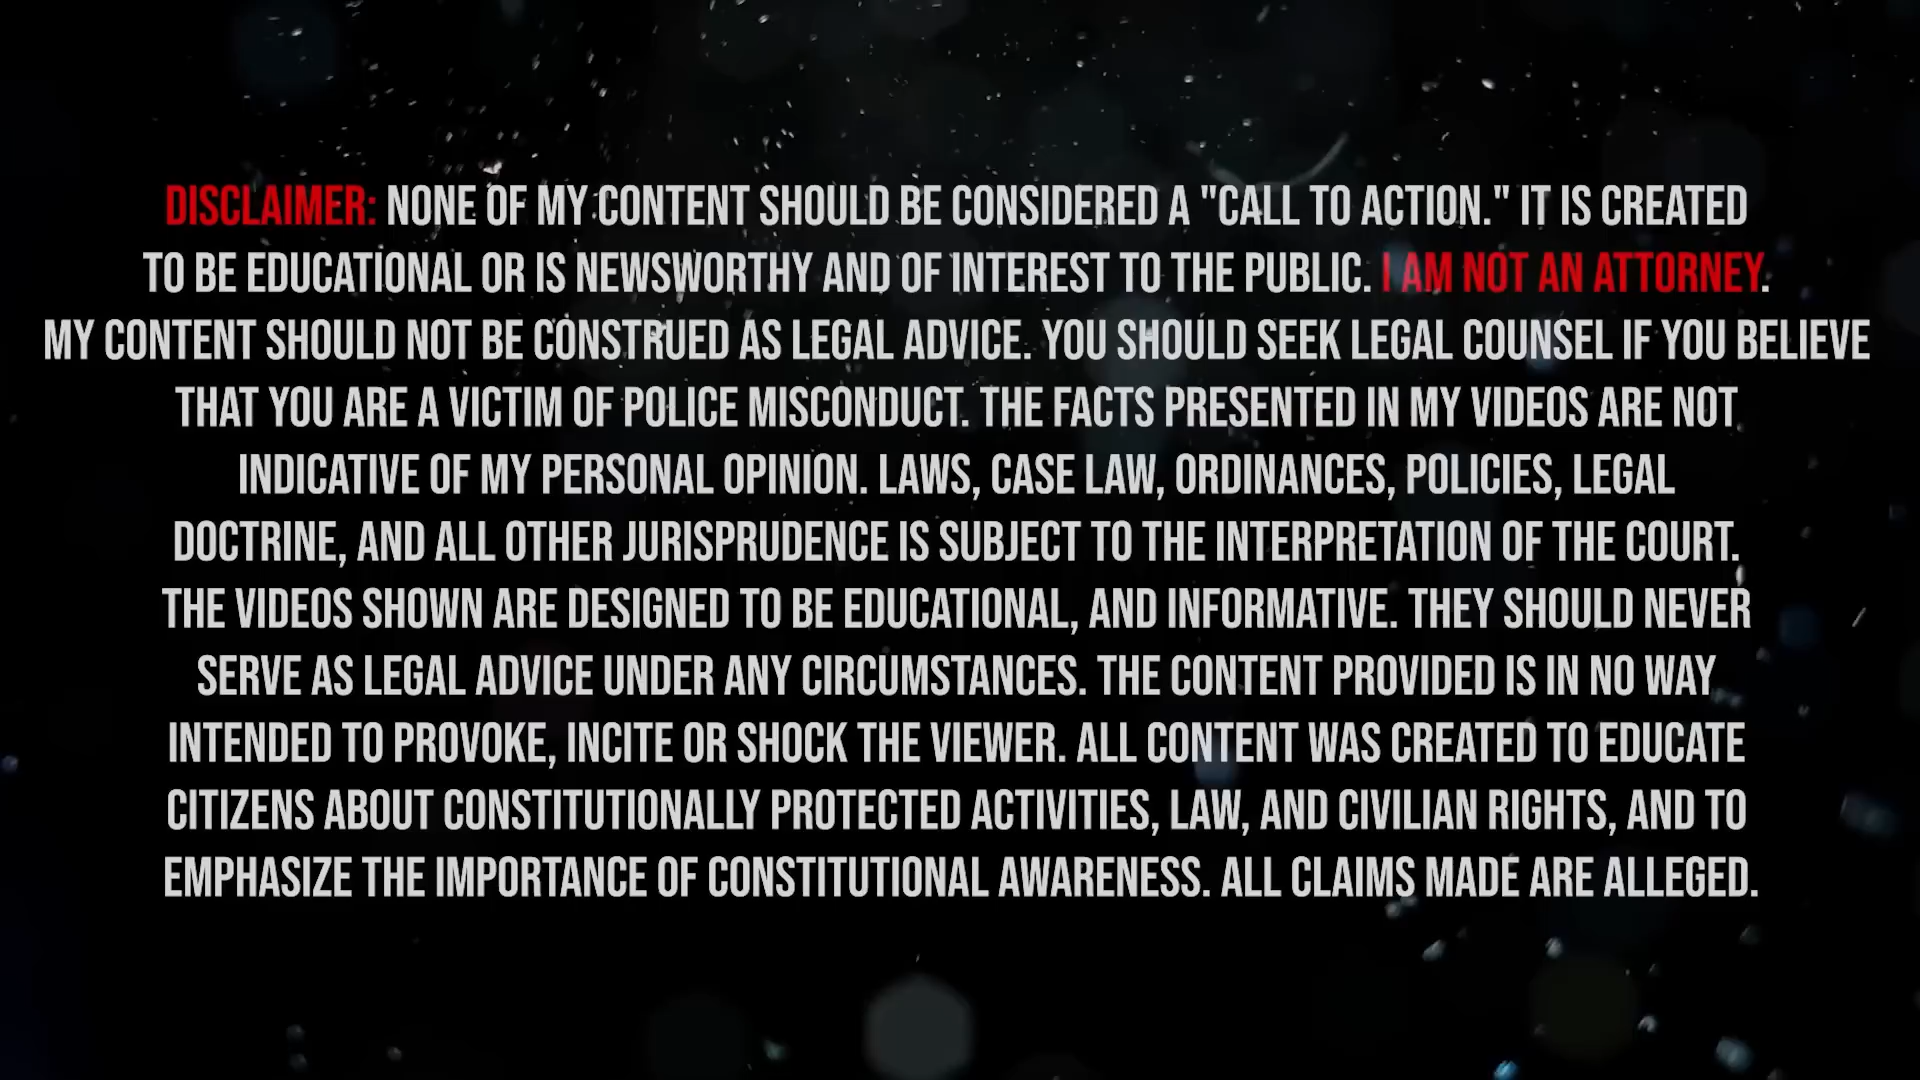 DISCLAIMER: NONE OF MY CONTENT SHOULD BE CONSIDERED A "CALL TO ACTION." IT IS CREATED
TO BE EDUCATIONAL OR IS NEWSWORTHY AND OF INTEREST TO THE PUBLIC. I AM NOT AN ATTORNEY.
MY CONTENT SHOULD NOT BE CONSTRUED AS LEGAL ADVICE. YOU SHOULD SEEK LEGAL COUNSEL IF YOU BELIEVE
THAT YOU ARE A VICTIM OF POLICE MISCONDUCT. THE FACTS PRESENTED IN MY VIDEOS ARE NOT
INDICATIVE OF MY PERSONAL OPINION. LAWS, CASE LAW, ORDINANCES, POLICIES, LEGAL
DOCTRINE, AND ALL OTHER JURISPRUDENCE IS SUBJECT TO THE INTERPRETATION OF THE COURT.
THE VIDEOS SHOWN ARE DESIGNED TO BE EDUCATIONAL, AND INFORMATIVE. THEY SHOULD NEVER
SERVE AS LEGAL ADVICE UNDER ANY CIRCUMSTANCES. THE CONTENT PROVIDED IS IN NO WAY
INTENDED TO PROVOKE, INCITE OR SHOCK THE VIEWER. ALL CONTENT WAS CREATED TO EDUCATE
CITIZENS ABOUT CONSTITUTIONALLY PROTECTED ACTIVITIES, LAW, AND CIVILIAN RIGHTS, AND TO
EMPHASIZE THE IMPORTANCE OF CONSTITUTIONAL AWARENESS. ALL CLAIMS MADE ARE ALLEGED.